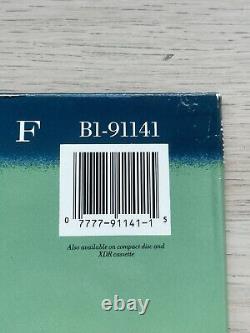 F B1-91141
0 7777-91141-1 5
Also available on compact disc and
XDR cassette